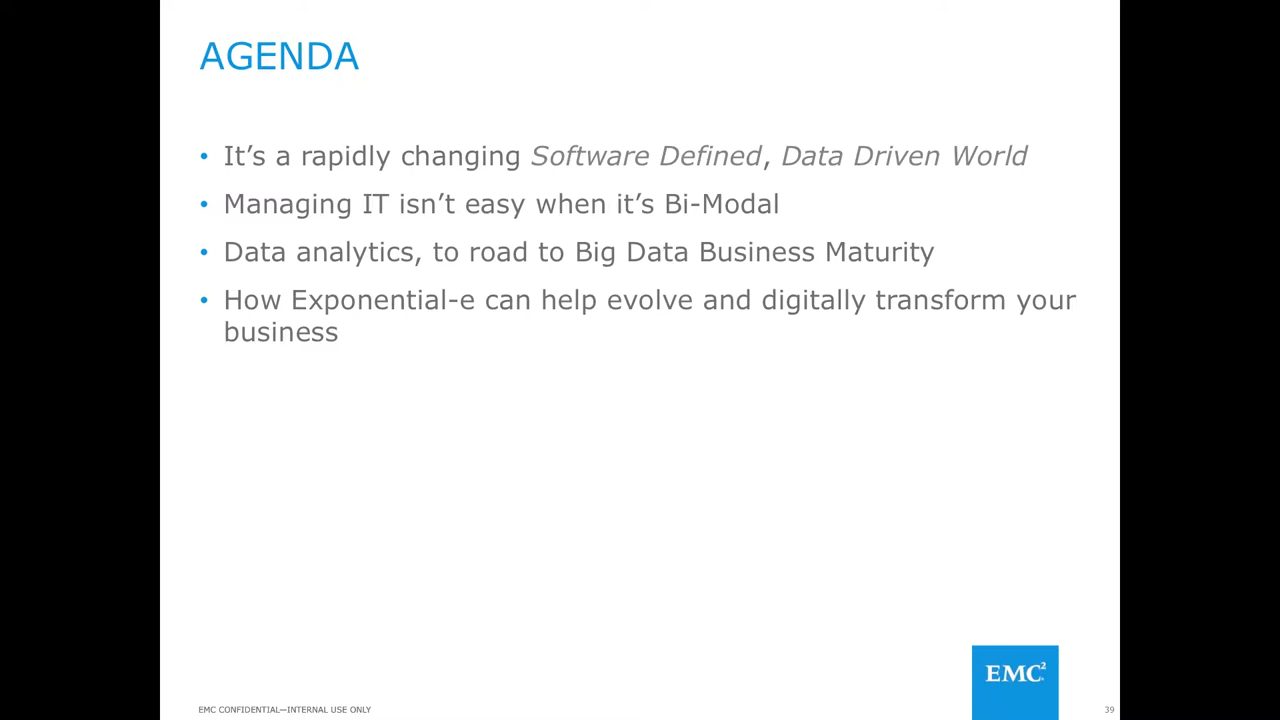 AGENDA
• It’s a rapidly changing Software Defined, Data Driven World
• Managing IT isn’t easy when it’s Bi-Modal
• Data analytics, to road to Big Data Business Maturity
• How Exponential-e can help evolve and digitally transform your
business
EMC²
EMC CONFIDENTIAL—INTERNAL USE ONLY
39